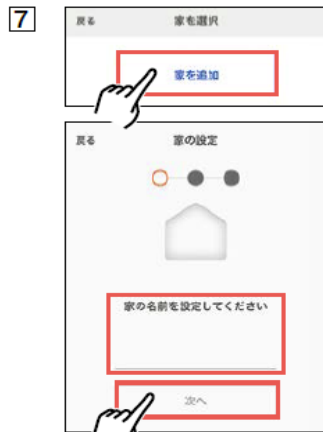 7
戻る 家を選択
家を追加
戻る 家の設定
家の名前を設定してください
次へ